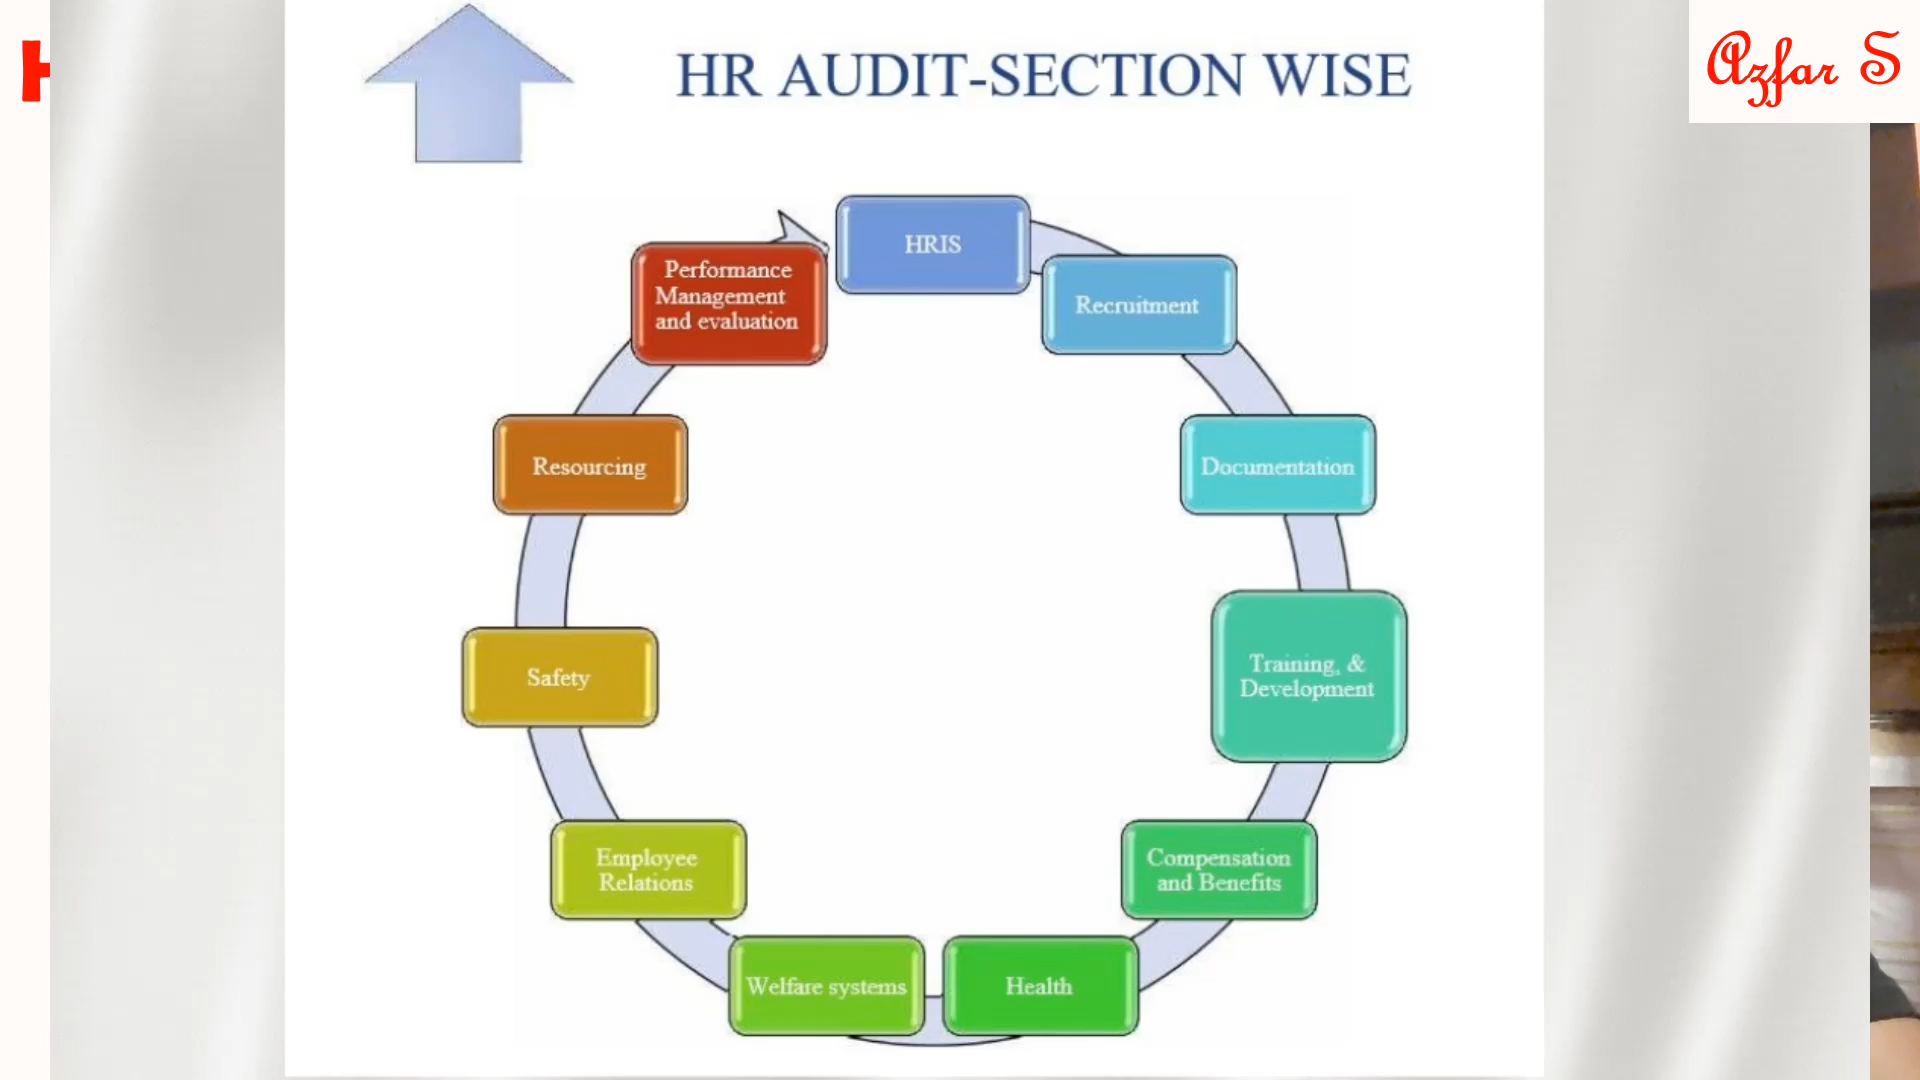 H
HR AUDIT-SECTION WISE
Azfar S
HRIS
Recruitment
Documentation
Training, &
Development
Compensation
and Benefits
Health
Welfare systems
Employee
Relations
Safety
Resourcing
Performance
Management
and evaluation